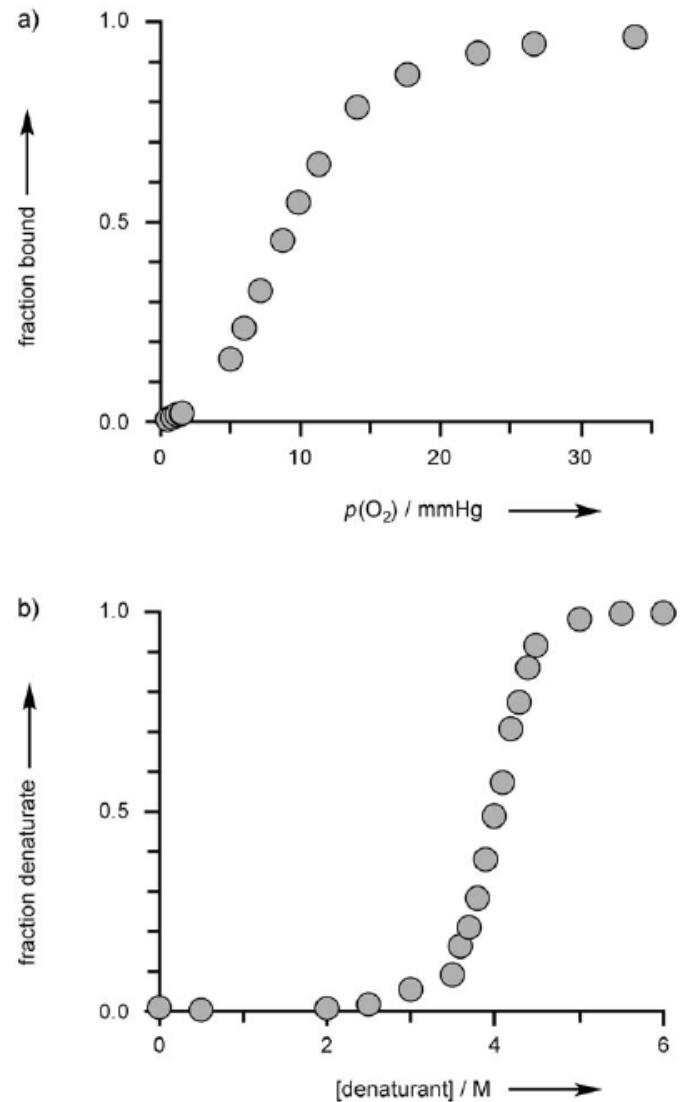 a)
1.0
0.5
0.0
fraction bound
0
10
20
30
p(O₂) / mmHg
b)
1.0
0.5
0.0
fraction denaturate
0
2
4
6
[denaturant] / M